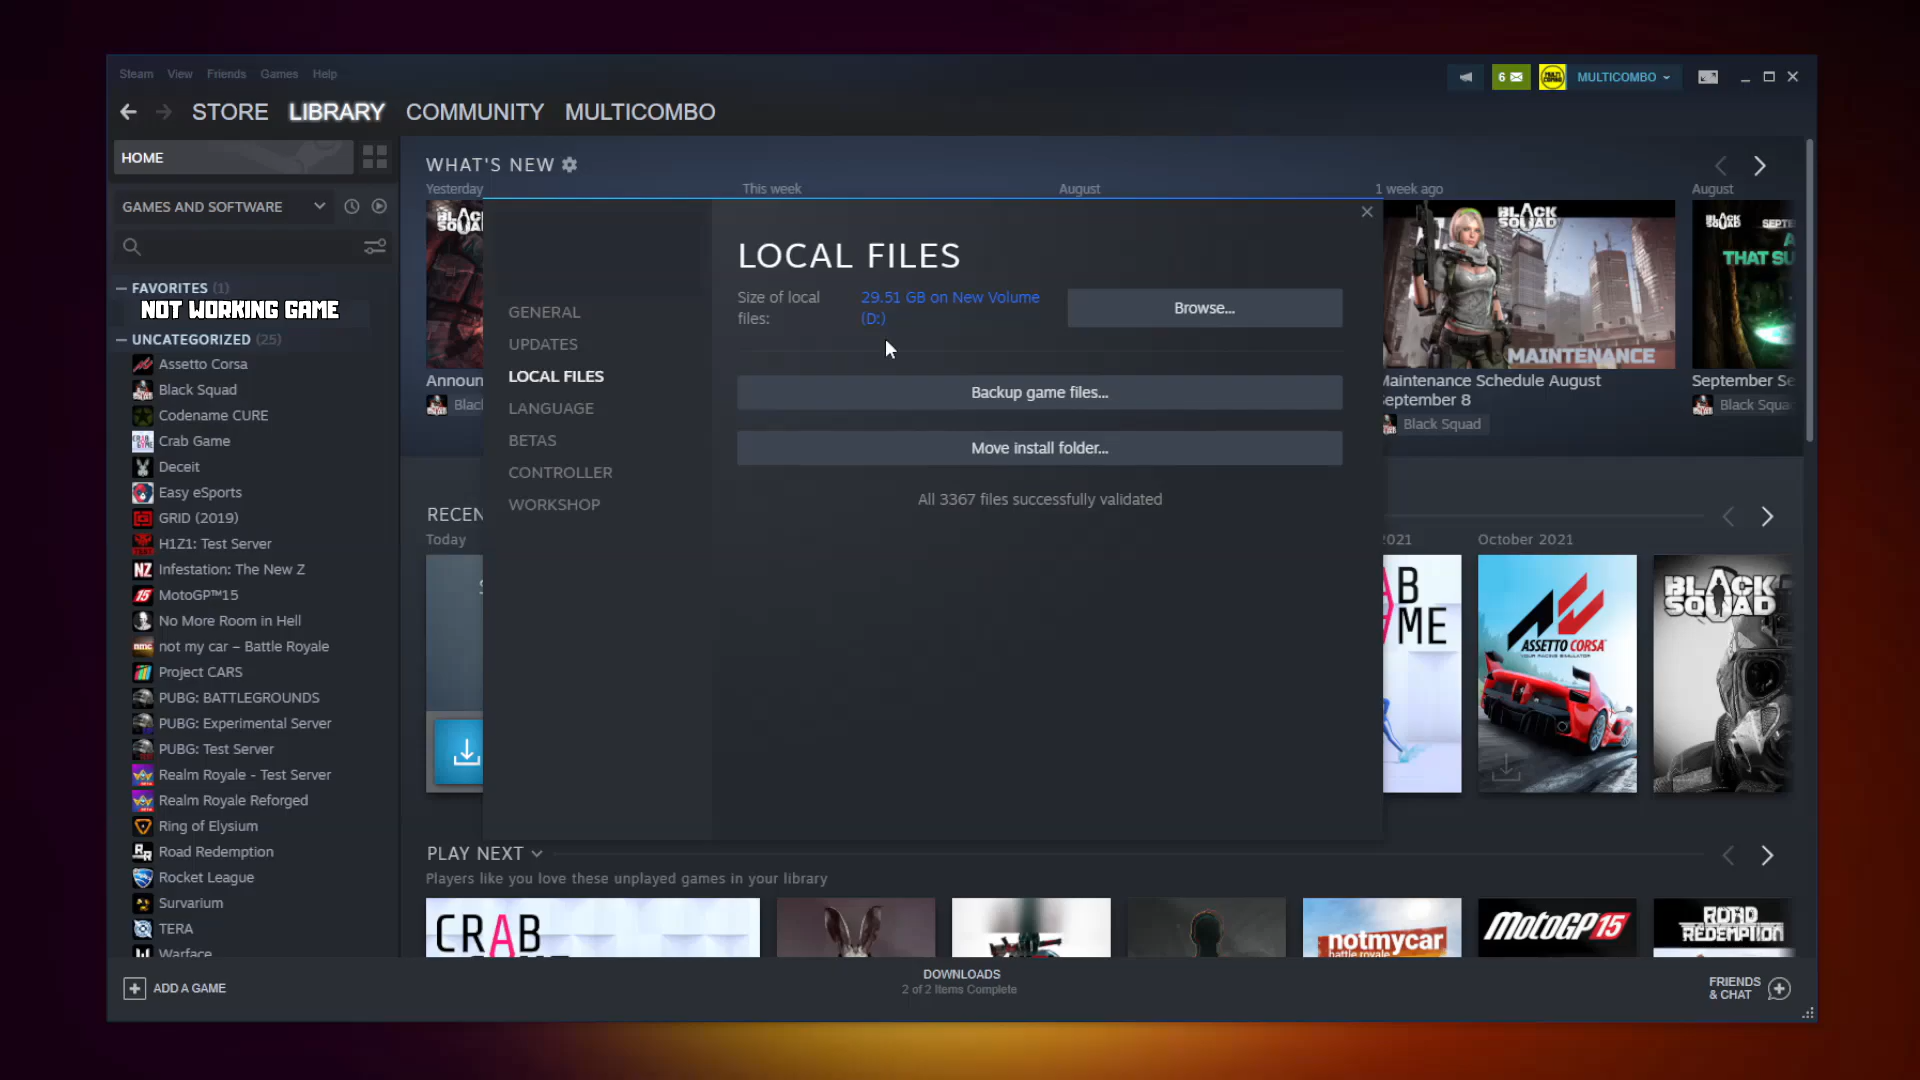 Steam View Friends Games Help
6
MULTICOMBO
STORE LIBRARY COMMUNITY MULTICOMBO
HOME
GAMES AND SOFTWARE
FAVORITES (1)
NOT WORKING GAME
UNCATEGORIZED (25)
Assetto Corsa
Black Squad
Codename CURE
Crab Game
Deceit
Easy eSports
GRID (2019)
H1Z1: Test Server
Infestation: The New Z
MotoGP™15
No More Room in Hell
not my car – Battle Royale
Project CARS
PUBG: BATTLEGROUNDS
PUBG: Experimental Server
PUBG: Test Server
Realm Royale - Test Server
Realm Royale Reforged
Ring of Elysium
Road Redemption
Rocket League
Survarium
TERA
Warface
ADD A GAME
WHAT'S NEW
Yesterday
This week
August
1 week ago
August
Announ
Black
BLACK SQUAD
MAINTENANCE
Maintenance Schedule August
September 8
Black Squad
BLACK SQUAD
SEPTE
THAT SU
September Se
Black Squa
GENERAL
UPDATES
LOCAL FILES
LANGUAGE
BETAS
CONTROLLER
WORKSHOP
LOCAL FILES
Size of local
files:
29.51 GB on New Volume
(D:)
Browse...
Backup game files...
Move install folder...
All 3367 files successfully validated
RECEN
Today
2021
October 2021
B
ME
ASSETTO CORSA
YOUR RACING SIMULATOR
BLACK
SQUAD
PLAY NEXT
Players like you love these unplayed games in your library
CRAB
notmycar
battle royale
MotoGP15
ROAD
REDEMPTION
DOWNLOADS
2 of 2 Items Complete
FRIENDS
& CHAT